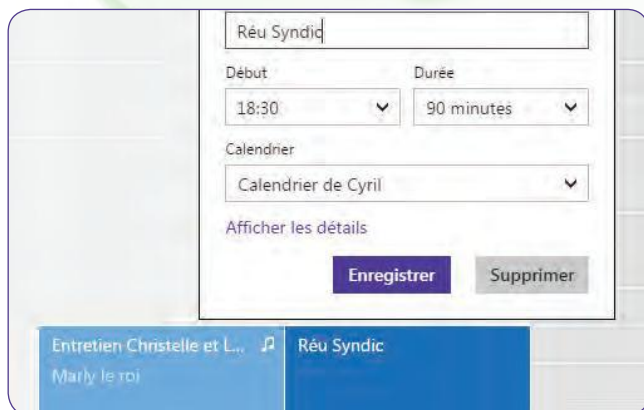 Réu Syndic
Début Durée
18:30 90 minutes
Calendrier
Calendrier de Cyril
Afficher les détails
Enregistrer Supprimer
Entretien Christelle et L... Réu Syndic
Marly le roi